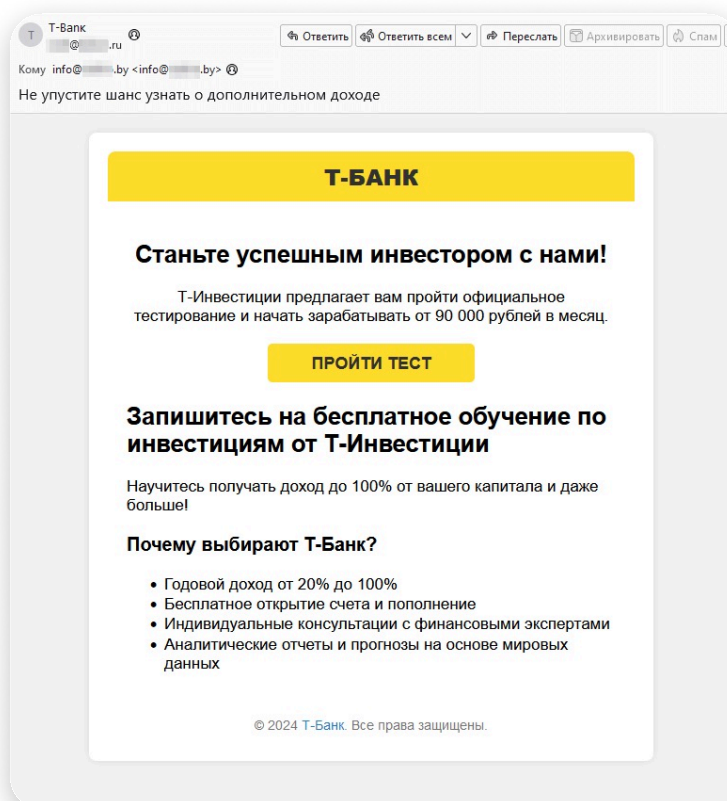 T
T-Banк
@ .ru
Ответить
Ответить всем
Переслать
Архивировать
Спам
Кому info@ .by <info@ .by>
Не упустите шанс узнать о дополнительном доходе
Т-БАНК
Станьте успешным инвестором с нами!
Т-Инвестиции предлагает вам пройти официальное
тестирование и начать зарабатывать от 90 000 рублей в месяц.
ПРОЙТИ ТЕСТ
Запишитесь на бесплатное обучение по
инвестициям от Т-Инвестиции
Научитесь получать доход до 100% от вашего капитала и даже
больше!
Почему выбирают Т-Банк?
• Годовой доход от 20% до 100%
• Бесплатное открытие счета и пополнение
• Индивидуальные консультации с финансовыми экспертами
• Аналитические отчеты и прогнозы на основе мировых
данных
© 2024 Т-Банк. Все права защищены.